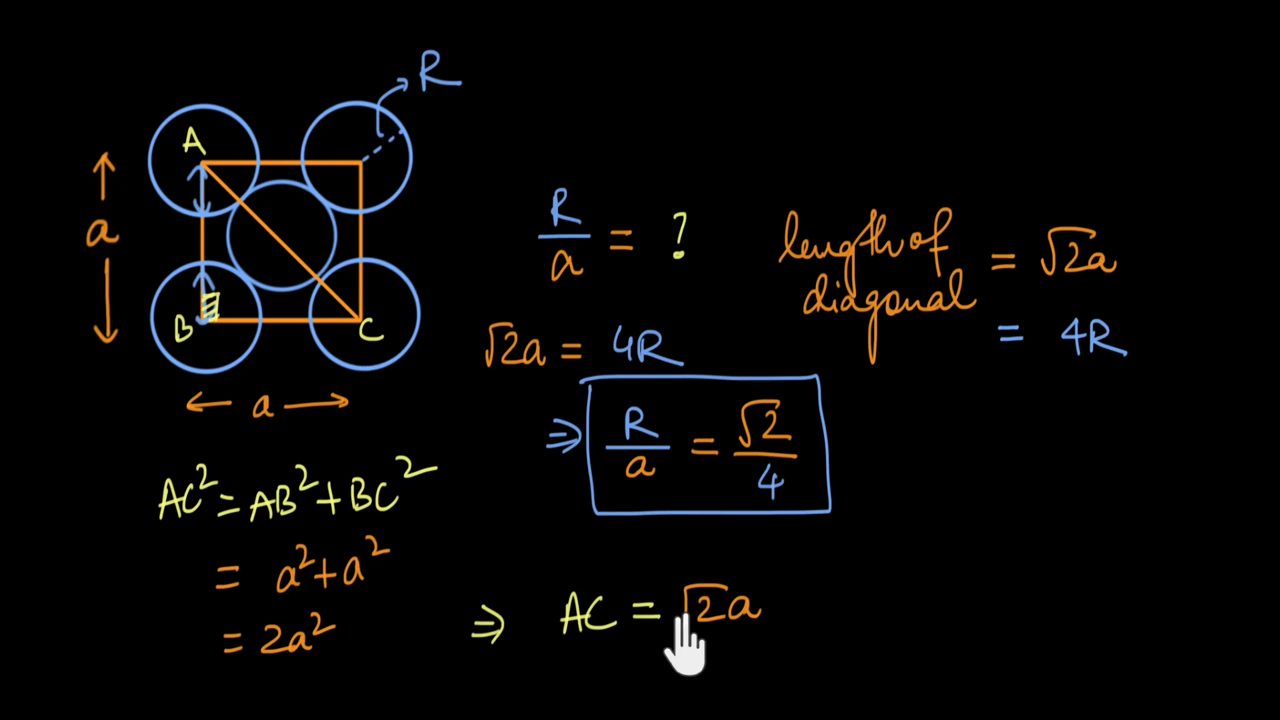 R
A
a
B
C
a
R/a = ?
length of diagonal = √2a
= 4R
√2a = 4R
⇒ R/a = √2/4
AC² = AB² + BC²
= a² + a²
= 2a²
⇒ AC = √2a